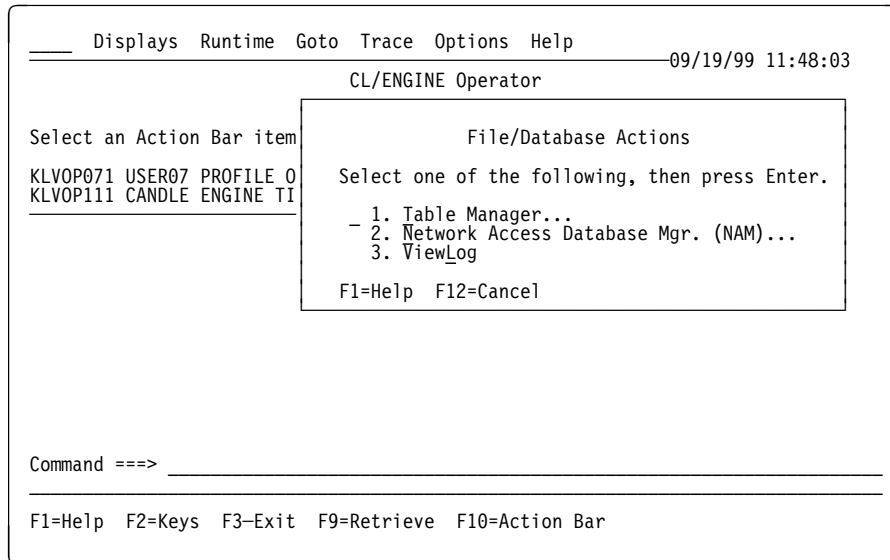 Displays Runtime Goto Trace Options Help
09/19/99 11:48:03
CL/ENGINE Operator
Select an Action Bar item
KLVOP071 USER07 PROFILE O
KLVOP111 CANDLE ENGINE TI
File/Database Actions
Select one of the following, then press Enter.
_ 1. Table Manager...
2. Network Access Database Mgr. (NAM)...
3. ViewLog
F1=Help F12=Cancel
Command ===>
F1=Help F2=Keys F3—Exit F9=Retrieve F10=Action Bar